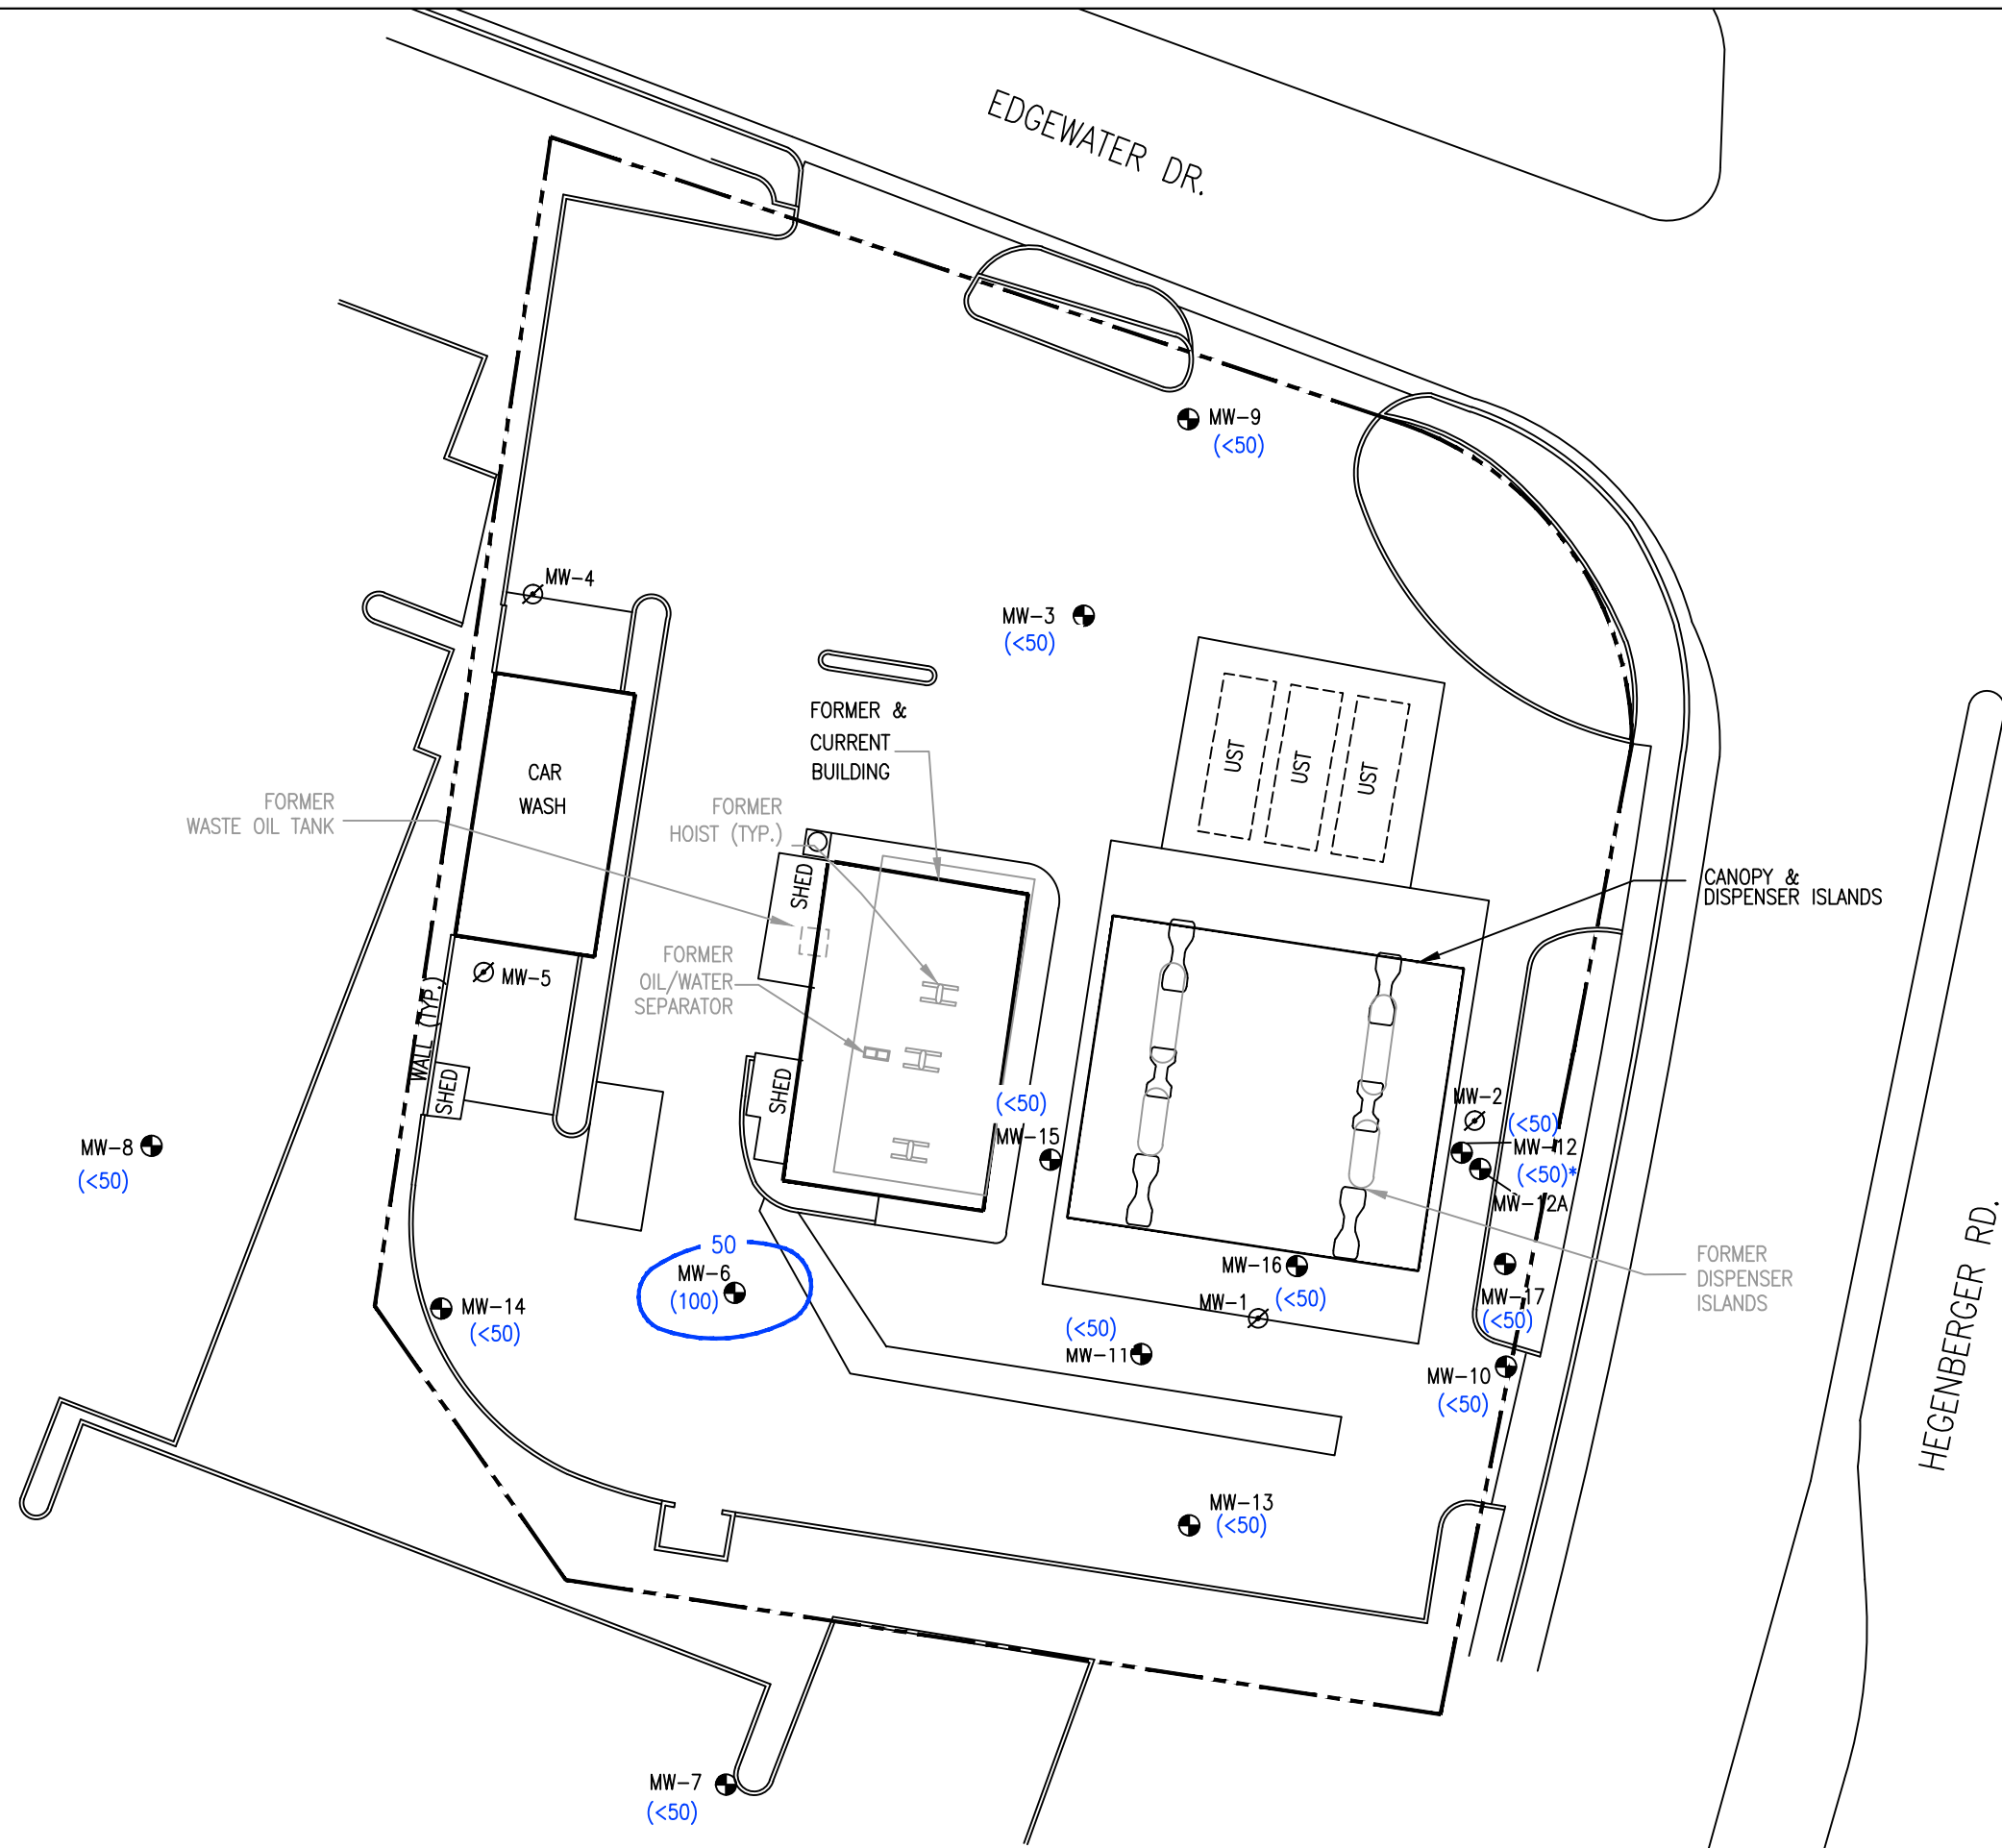 EDGEWATER DR.
MW-9
(<50)
MW-4
MW-3
(<50)
FORMER &
CURRENT
BUILDING
UST
UST
UST
CAR
WASH
FORMER
WASTE OIL TANK
FORMER
HOIST (TYP.)
SHED
CANOPY &
DISPENSER ISLANDS
FORMER
OIL/WATER
SEPARATOR
MW-5
WALL (TYP.)
SHED
SHED
(<50)
MW-15
MW-2
(<50)
MW-12
(<50)*
MW-12A
MW-8
(<50)
HEGENBERGER RD.
50
MW-6
(100)
MW-14
(<50)
MW-16
(<50)
MW-1
MW-17
(<50)
FORMER
DISPENSER
ISLANDS
(<50)
MW-11
MW-10
(<50)
MW-13
(<50)
MW-7
(<50)